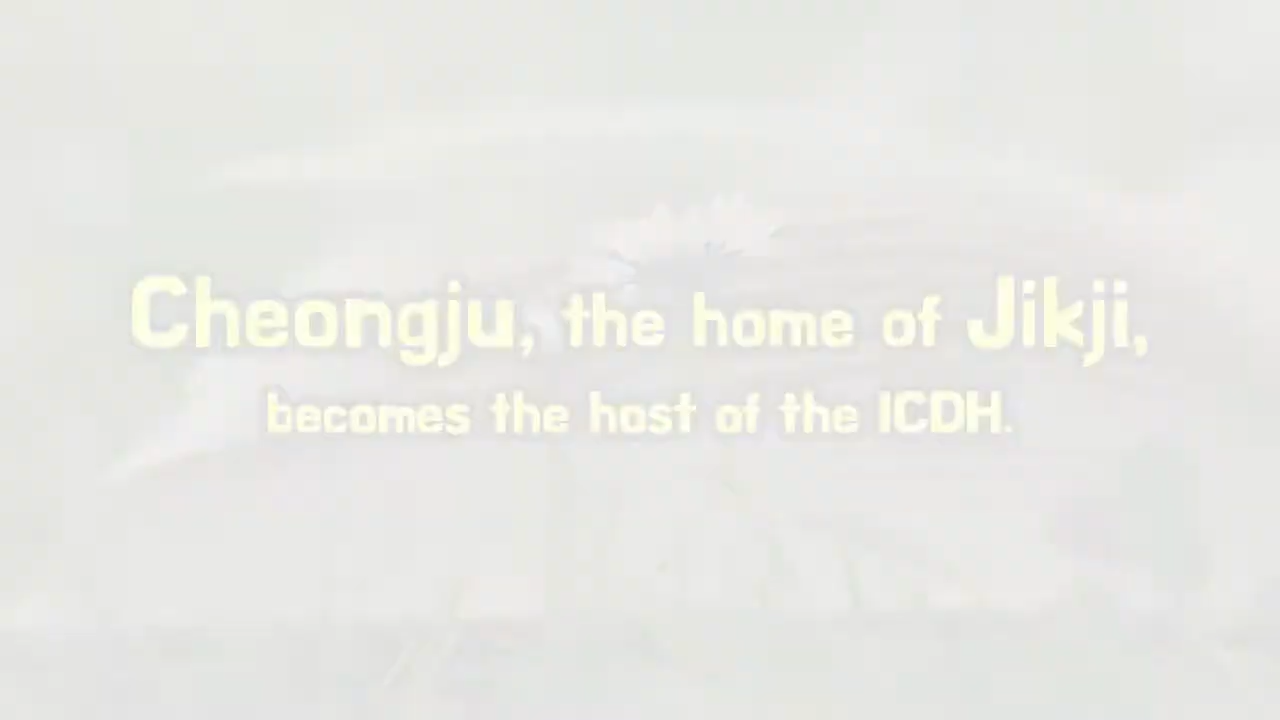 Cheongju, the home of Jikji,
becomes the host of the ICDH.